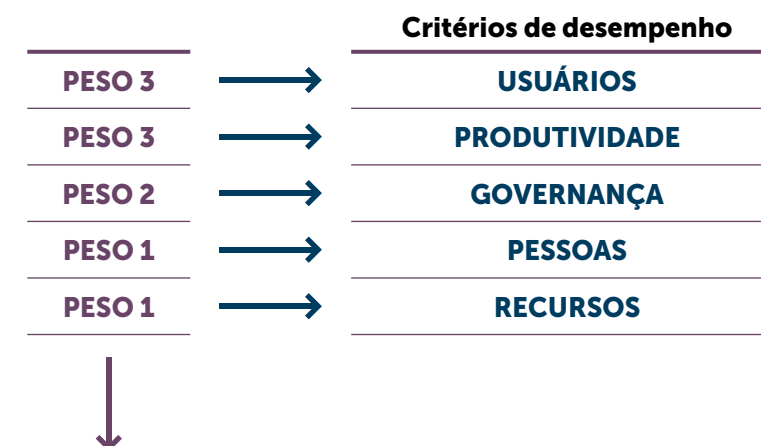 Critérios de desempenho
PESO 3 USUÁRIOS
PESO 3 PRODUTIVIDADE
PESO 2 GOVERNANÇA
PESO 1 PESSOAS
PESO 1 RECURSOS